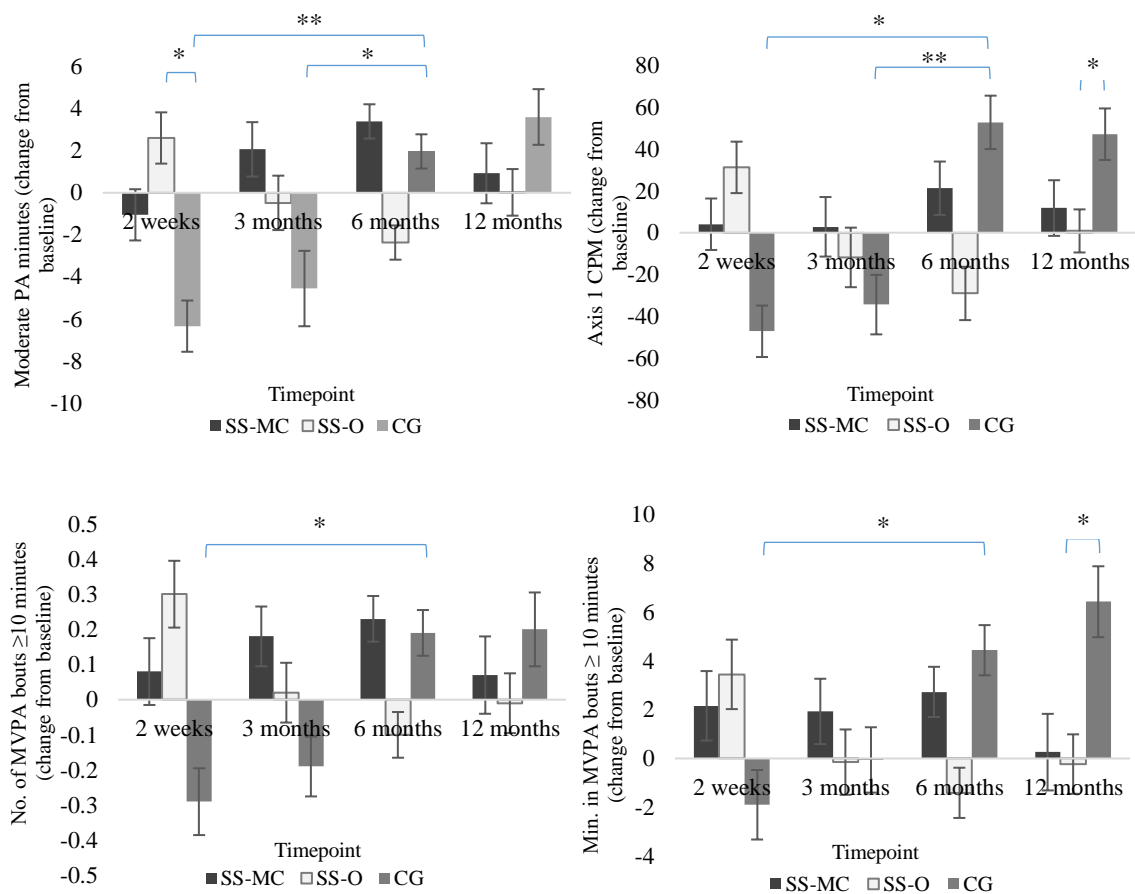 **
*
*
6
4
2
0
-2
-4
-6
-8
-10
Moderate PA minutes (change from
baseline)
2 weeks
3 months
6 months
12 months
Timepoint
SS-MC
SS-O
CG
*
**
*
80
60
40
20
0
-20
-40
-60
-80
Axis 1 CPM (change from
baseline)
2 weeks
3 months
6 months
12 months
Timepoint
SS-MC
SS-O
CG
*
0.5
0.4
0.3
0.2
0.1
0
-0.1
-0.2
-0.3
-0.4
-0.5
No. of MVPA bouts ≥10 minutes
(change from baseline)
2 weeks
3 months
6 months
12 months
Timepoint
SS-MC
SS-O
CG
*
*
10
8
6
4
2
0
-2
-4
Min. in MVPA bouts ≥ 10 minutes
(change from baseline)
2 weeks
3 months
6 months
12 months
Timepoint
SS-MC
SS-O
CG